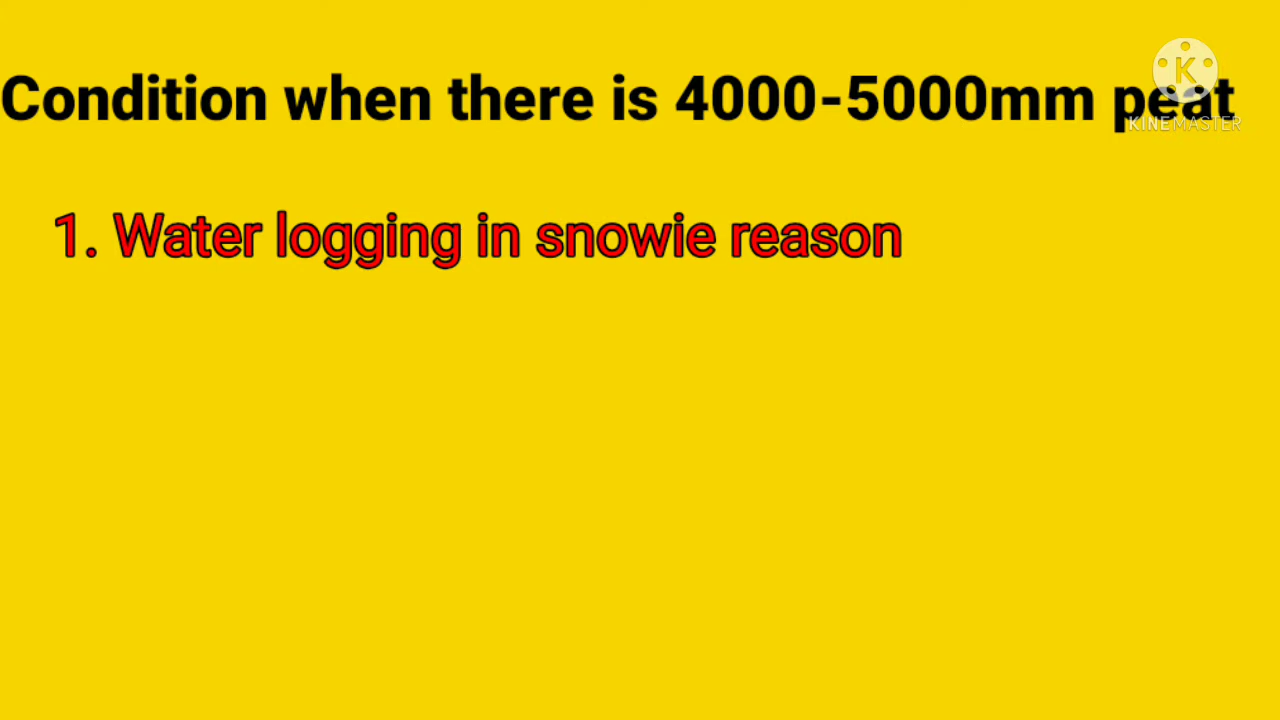 Condition when there is 4000-5000mm peat
KINEMASTER
1. Water logging in snowie reason